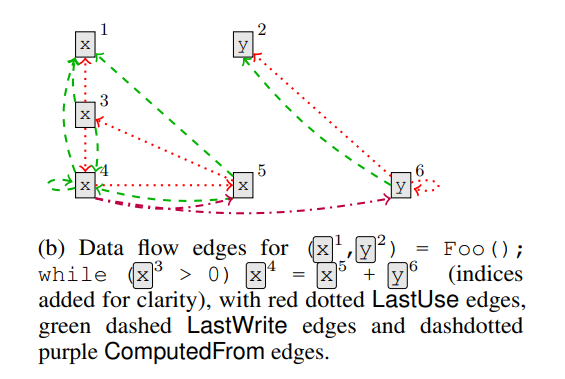 x 1 y 2
x 3
x 4 x 5 y 6
(b) Data flow edges for (x¹,y²) = Foo();
while (x³ > 0) x⁴ = x⁵ + y⁶ (indices
added for clarity), with red dotted LastUse edges,
green dashed LastWrite edges and dashdotted
purple ComputedFrom edges.